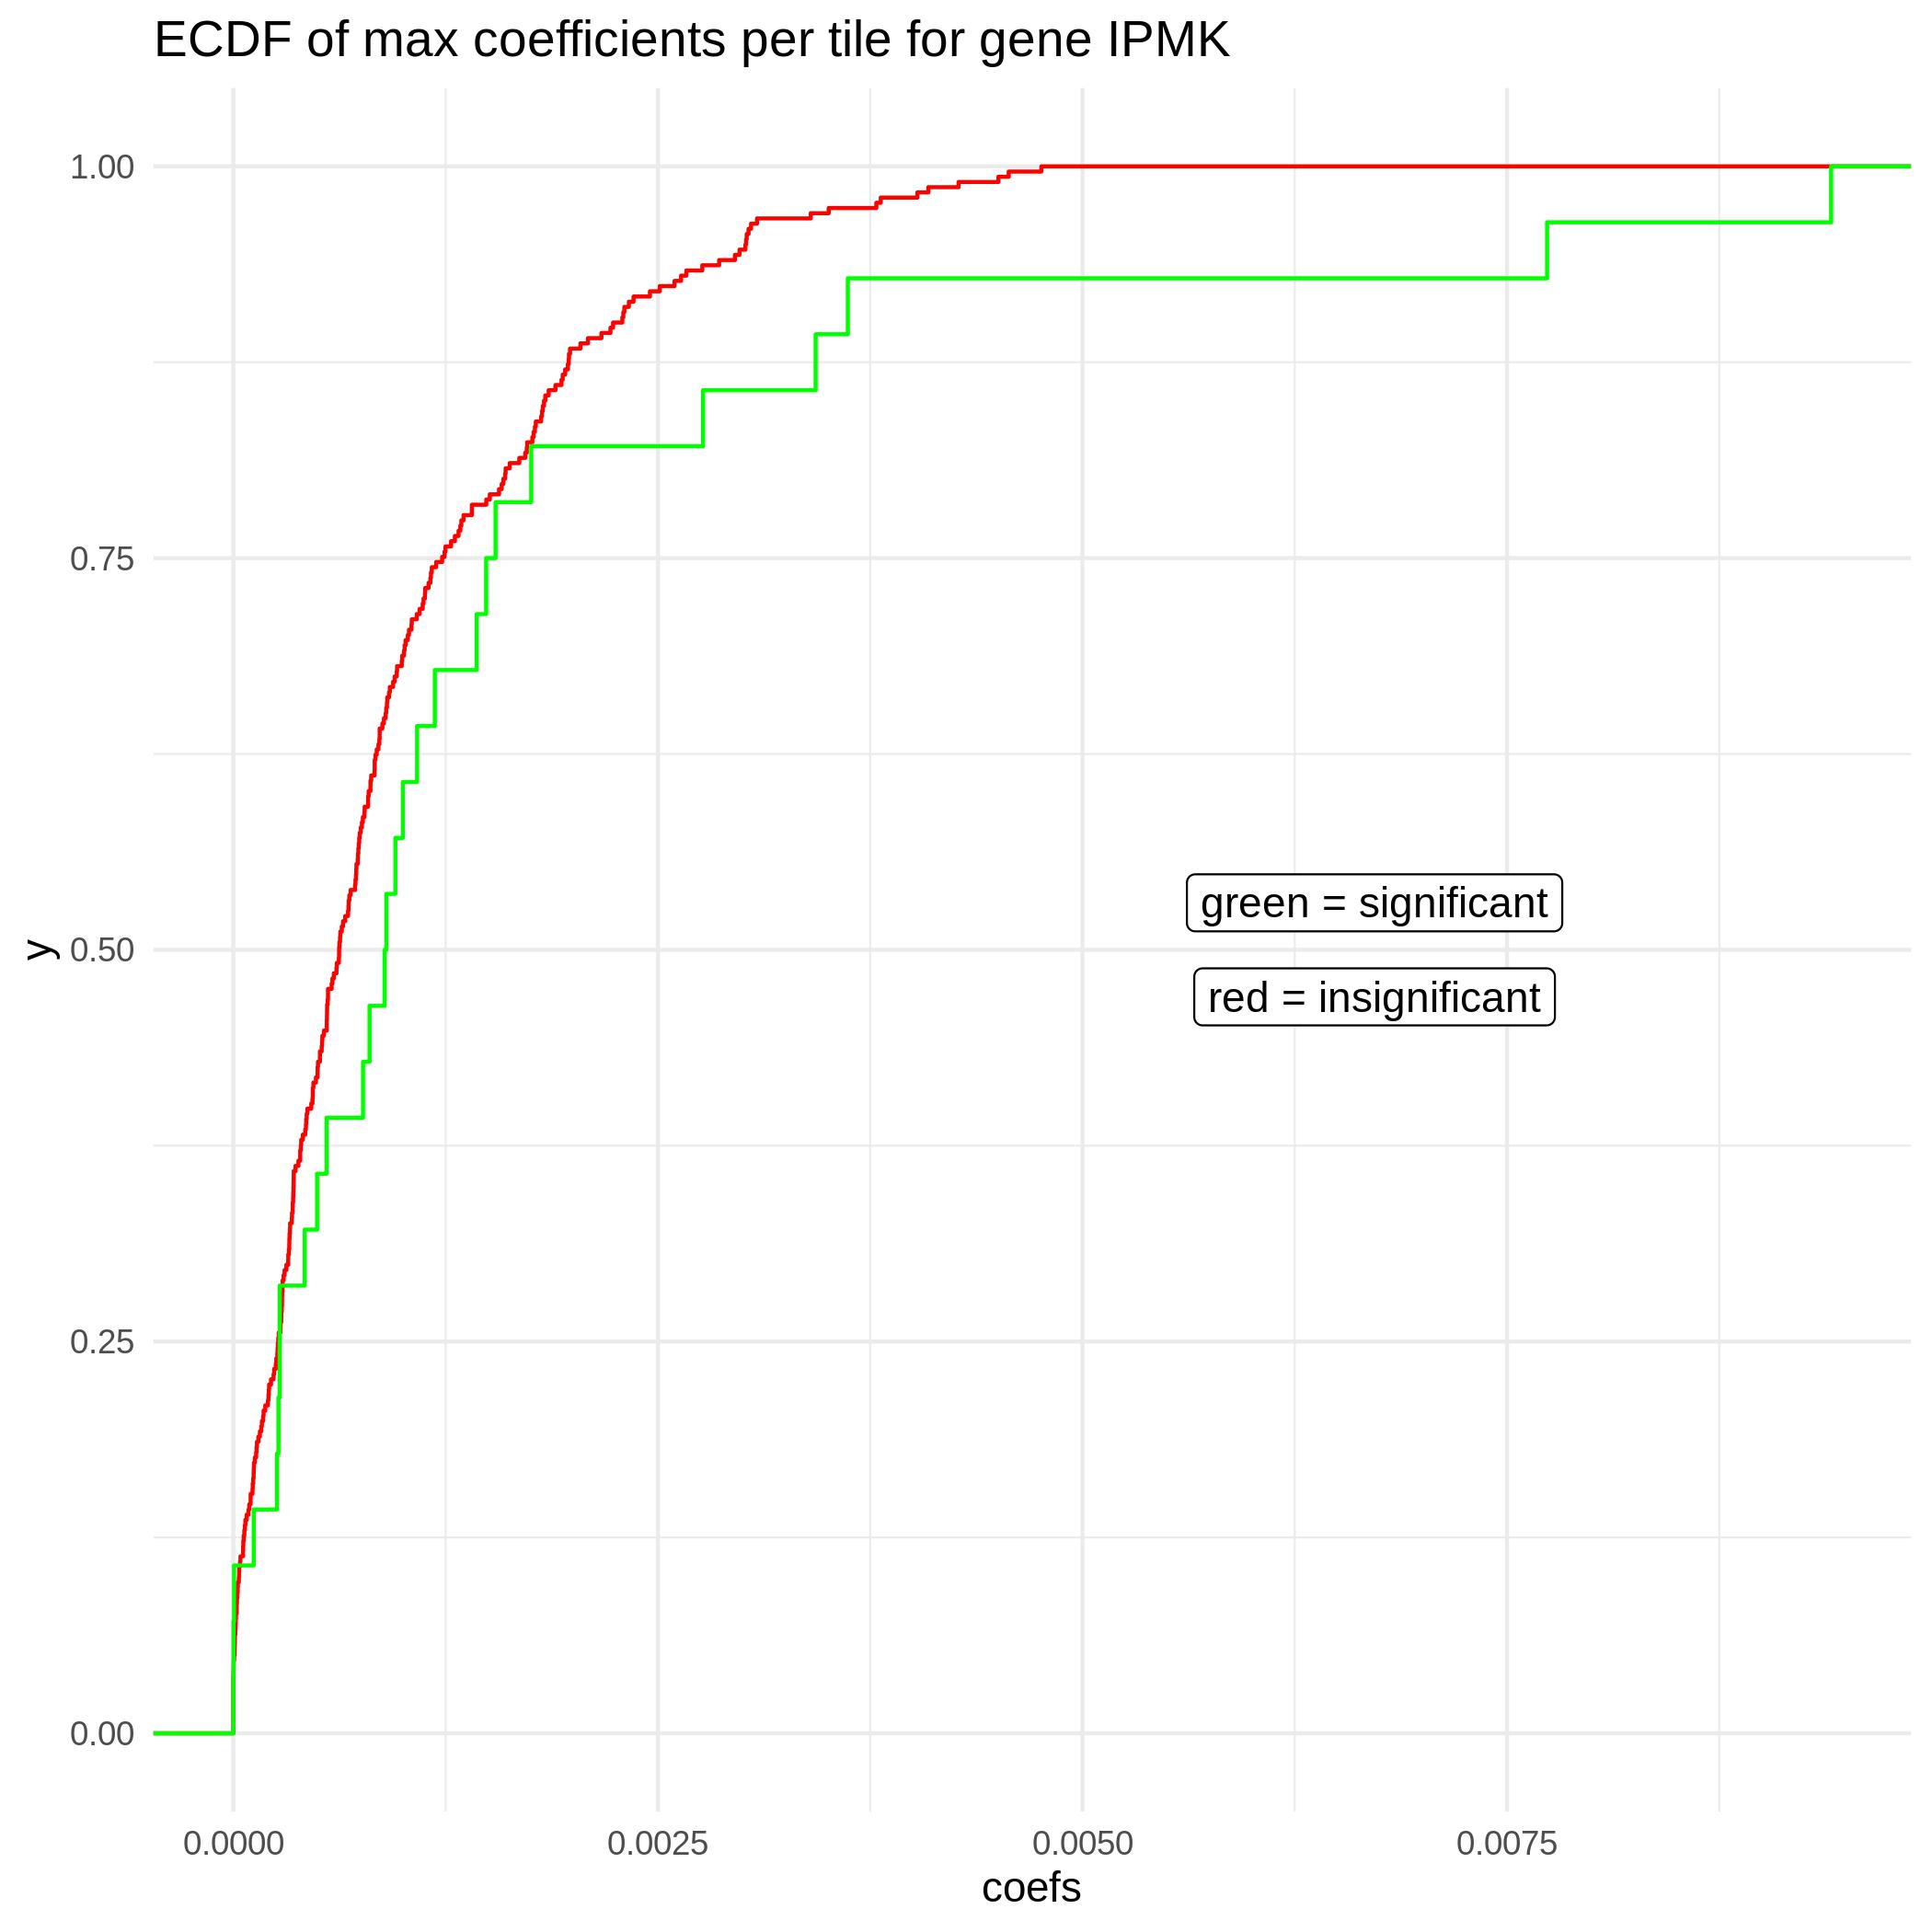 ECDF of max coefficients per tile for gene IPMK
1.00
0.75
0.50
0.25
0.00
y
green = significant
red = insignificant
0.0000 0.0025 0.0050 0.0075
coefs